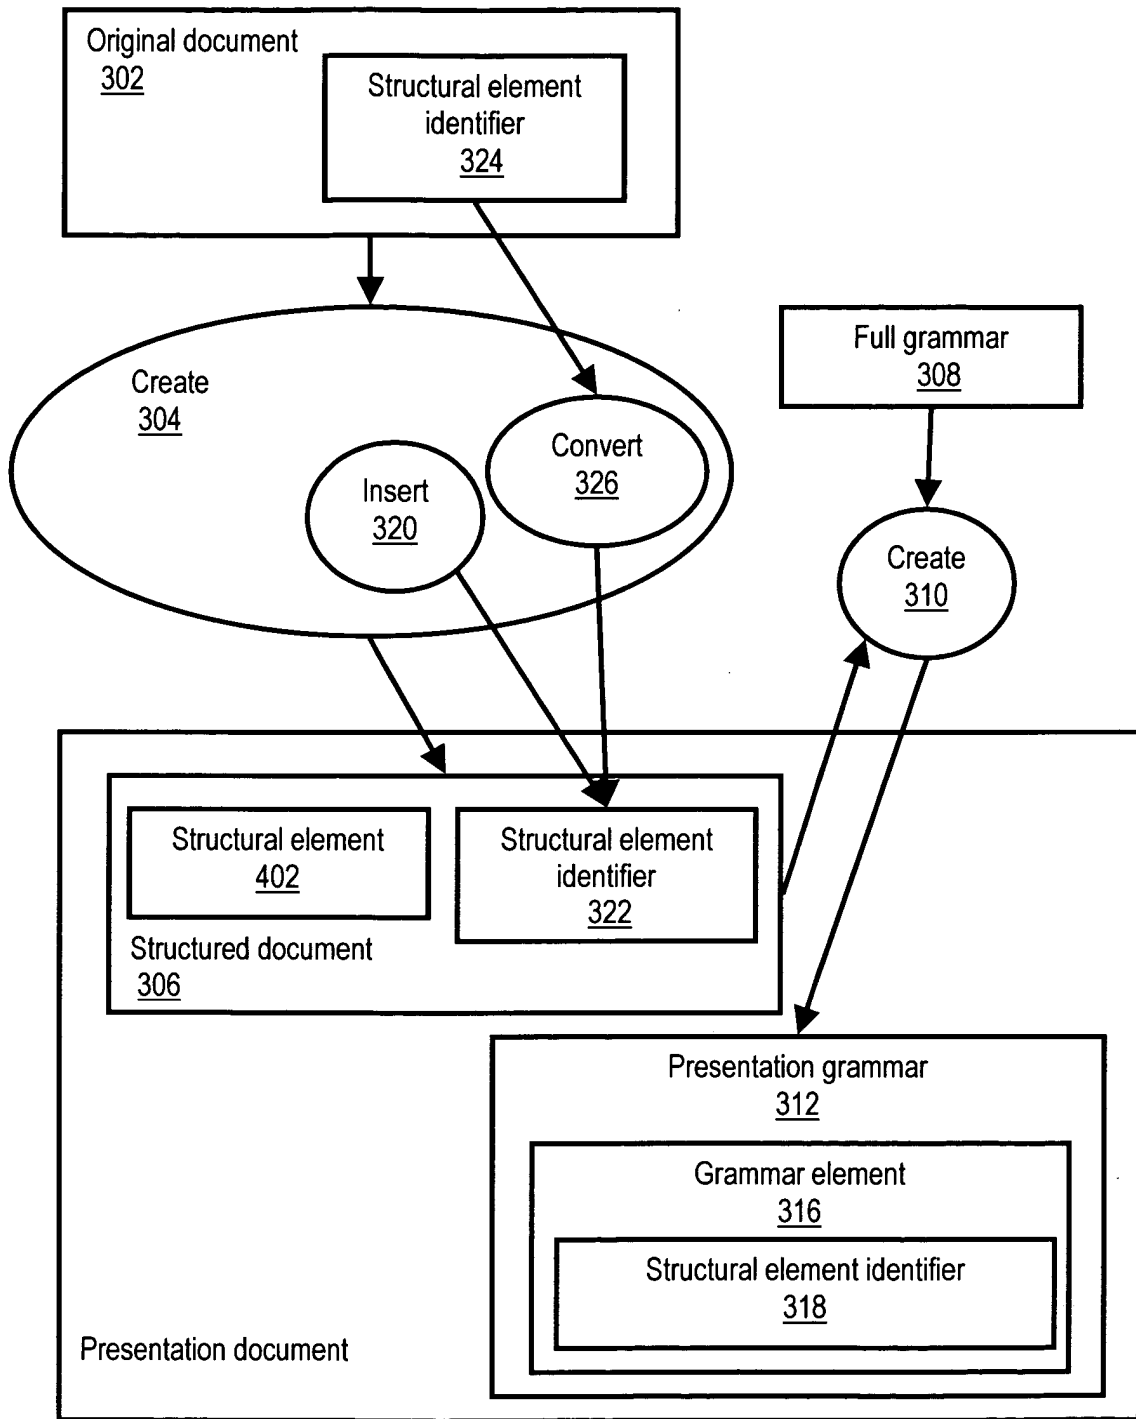 Original document
302
Structural element
identifier
324
Create
304
Insert
320
Convert
326
Full grammar
308
Create
310
Structural element
402
Structural element
identifier
322
Structured document
306
Presentation grammar
312
Grammar element
316
Structural element identifier
318
Presentation document